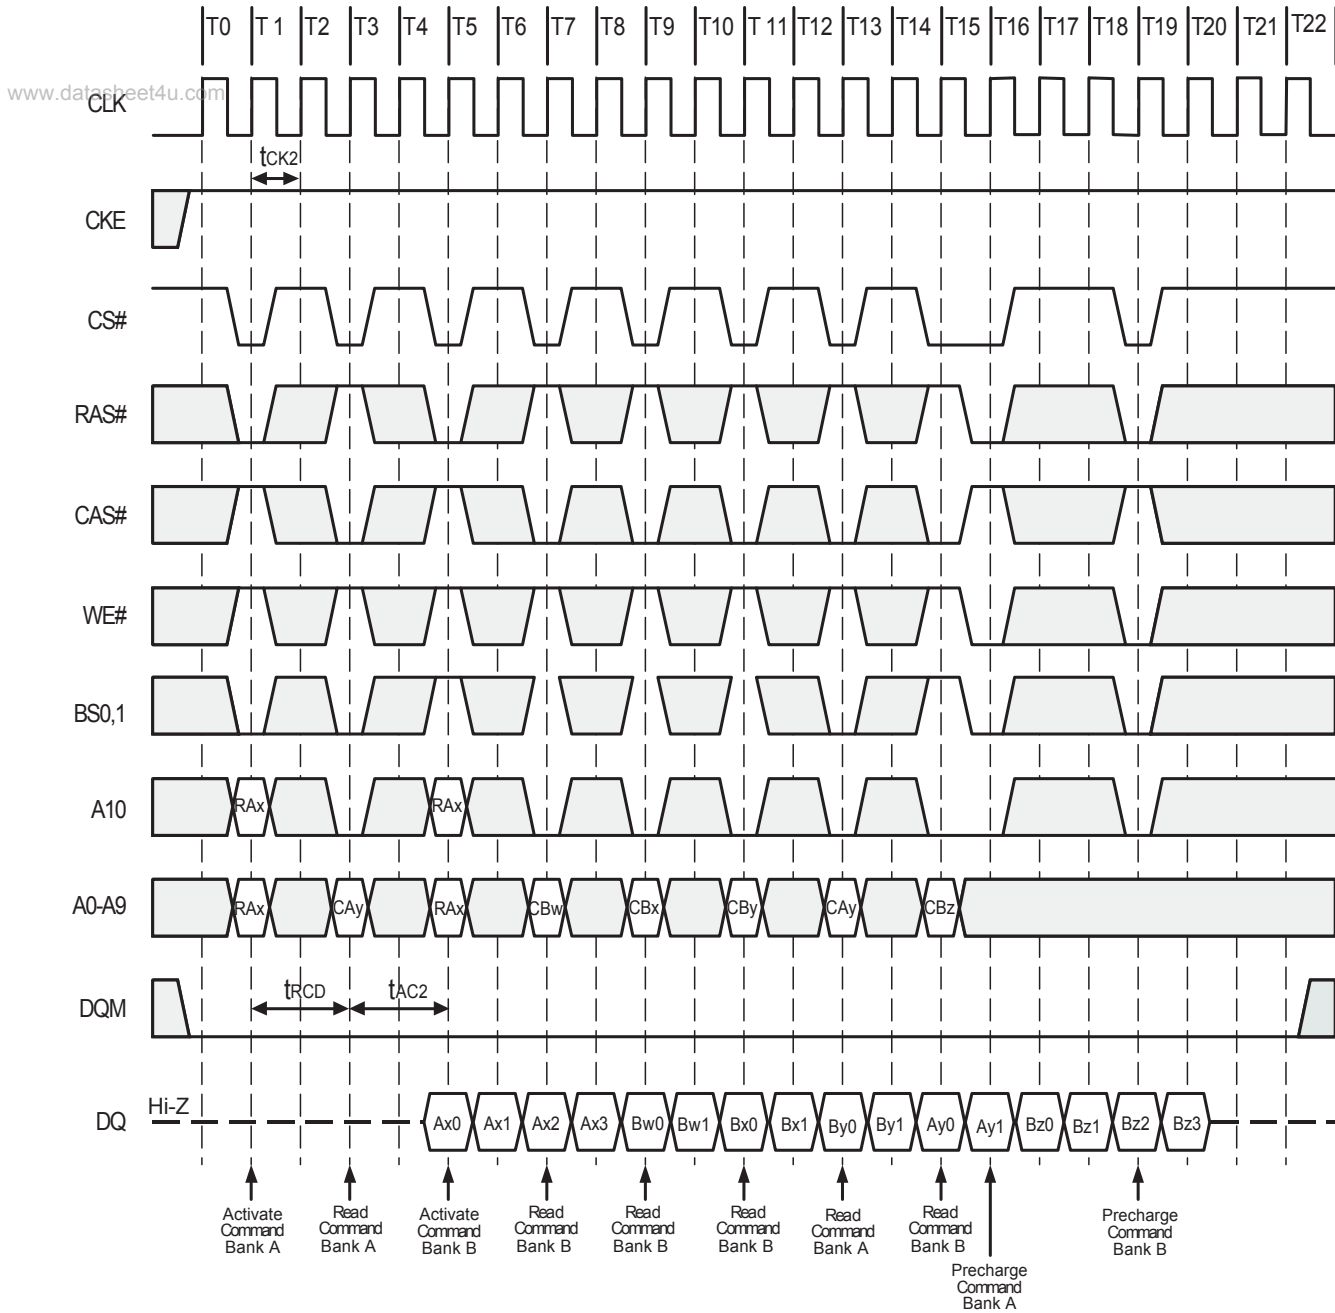 T0 T 1 T2 T3 T4 T5 T6 T7 T8 T9 T10 T 11 T12 T13 T14 T15 T16 T17 T18 T19 T20 T21 T22
www.datasheet4u.com
CLK
tCK2
CKE
CS#
RAS#
CAS#
WE#
BS0,1
A10 RAx RAx
A0-A9 RAx CAy RAx CBw CBx CBy CAy CBz
DQM tRCD tAC2
Hi-Z
DQ Ax0 Ax1 Ax2 Ax3 Bw0 Bw1 Bx0 Bx1 By0 By1 Ay0 Ay1 Bz0 Bz1 Bz2 Bz3
Activate Command Bank A
Read Command Bank A
Activate Command Bank B
Read Command Bank B
Read Command Bank B
Read Command Bank B
Read Command Bank A
Read Command Bank B
Precharge Command Bank A
Precharge Command Bank B